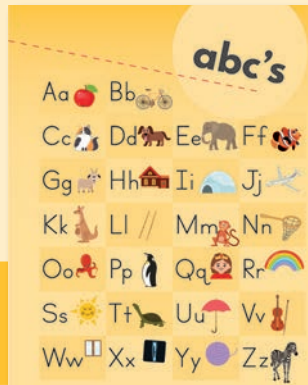 abc's
Aa Bb
Cc Dd Ee Ff
Gg Hh Ii Jj
Kk Ll Mm Nn
Oo Pp Qq Rr
Ss Tt Uu Vv
Ww Xx Yy Zz